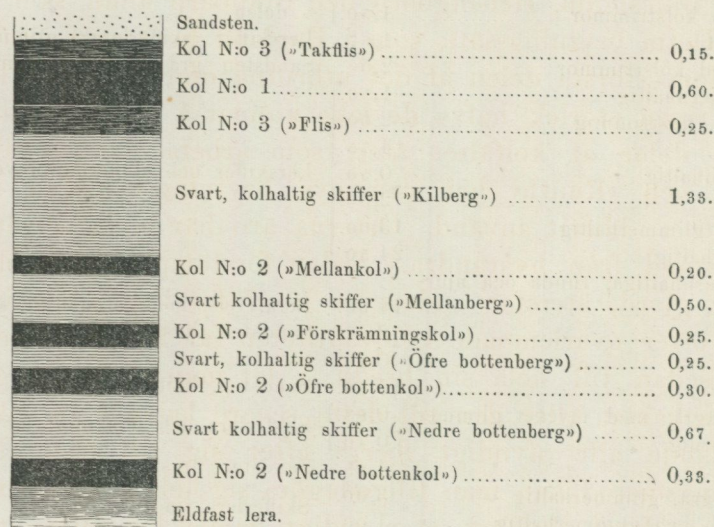 Sandsten.
Kol N:o 3 (»Takflis») ................................ 0,15.
Kol N:o 1................................................ 0,60.
Kol N:o 3 (»Flis») ..................................... 0,25.
Svart, kolhaltig skiffer (»Kilberg») ............. 1,33.
Kol N:o 2 (»Mellankol») ............................ 0,20.
Svart kolhaltig skiffer (»Mellanberg») ......... 0,50.
Kol N:o 2 (»Förskrämningskol») ................ 0,25.
Svart, kolhaltig skiffer (»Öfre bottenberg») .......... 0,25.
Kol N:o 2 (»Öfre bottenkol»)...................... 0,30.
Svart kolhaltig skiffer (»Nedre bottenberg») ......... 0,67.
Kol N:o 2 (»Nedre bottenkol») ................... 0,33.
Eldfast lera.